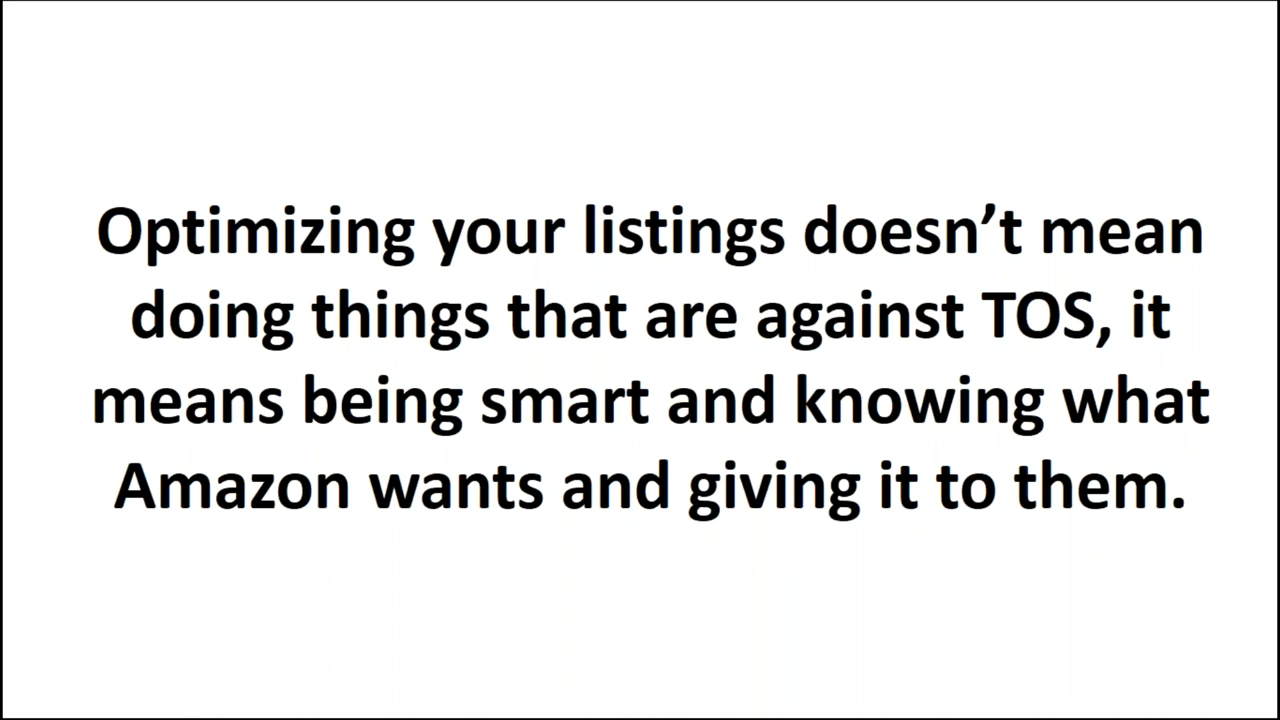 Optimizing your listings doesn’t mean
doing things that are against TOS, it
means being smart and knowing what
Amazon wants and giving it to them.